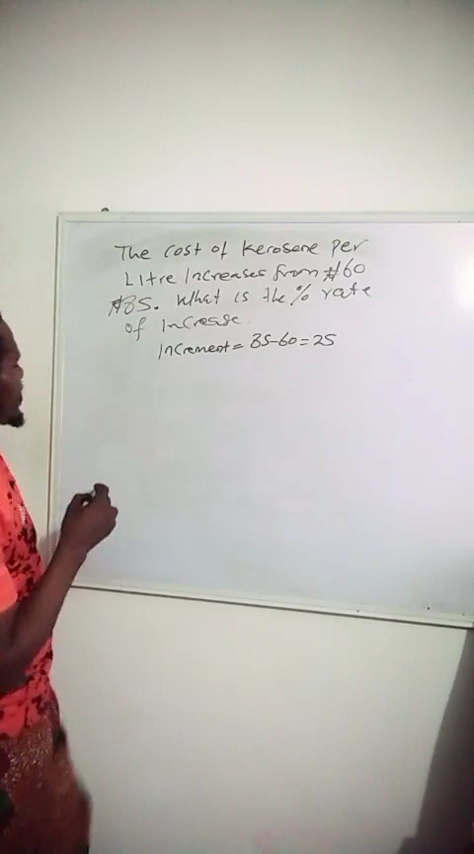 The cost of Kerosene Per
Litre Increases from ₦60
₦85. What is the % rate
of Increase.
Increment = 85-60=25